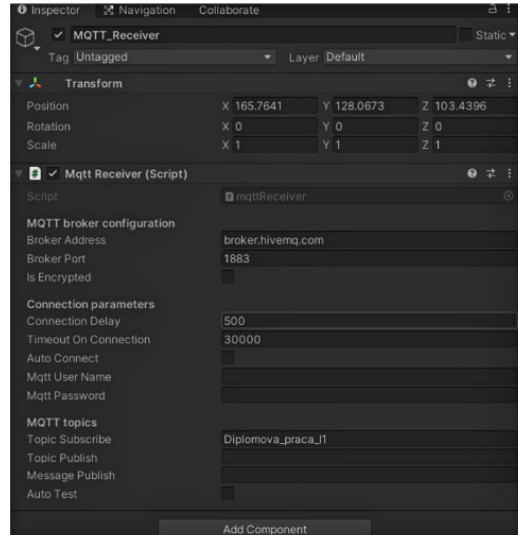 Inspector Navigation Collaborate
MQTT_Receiver Static
Tag Untagged Layer Default
Transform
Position X 165.7641 Y 128.0673 Z 103.4396
Rotation X 0 Y 0 Z 0
Scale X 1 Y 1 Z 1
# Mqtt Receiver (Script)
Script mqttReceiver
MQTT broker configuration
Broker Address broker.hivemq.com
Broker Port 1883
Is Encrypted
Connection parameters
Connection Delay 500
Timeout On Connection 30000
Auto Connect
Mqtt User Name
Mqtt Password
MQTT topics
Topic Subscribe Diplomova_praca_l1
Topic Publish
Message Publish
Auto Test
Add Component